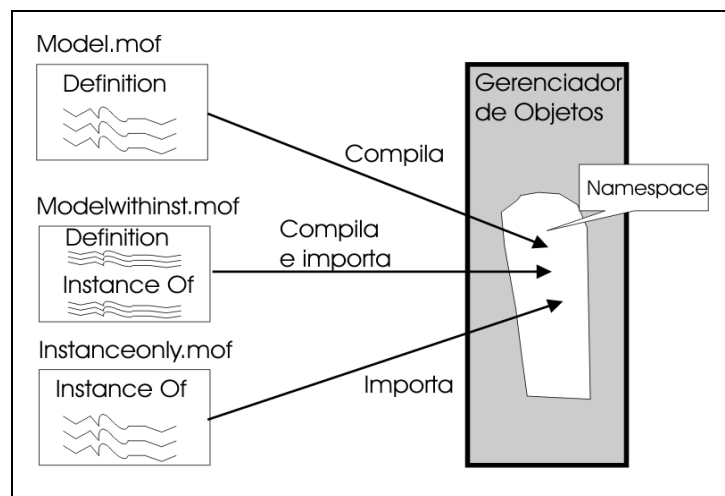 Model.mof
Definition
Compila
Modelwithinst.mof
Definition
Instance Of
Compila
e importa
Instanceonly.mof
Instance Of
Importa
Gerenciador
de Objetos
Namespace